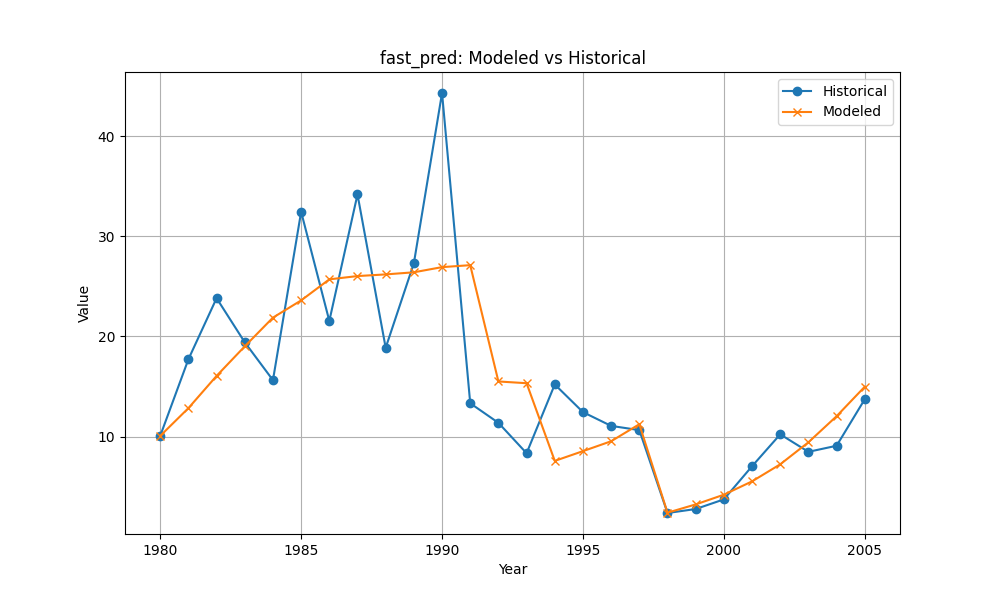 fast_pred: Modeled vs Historical
Historical
Modeled
Value
40
30
20
10
1980 1985 1990 1995 2000 2005
Year